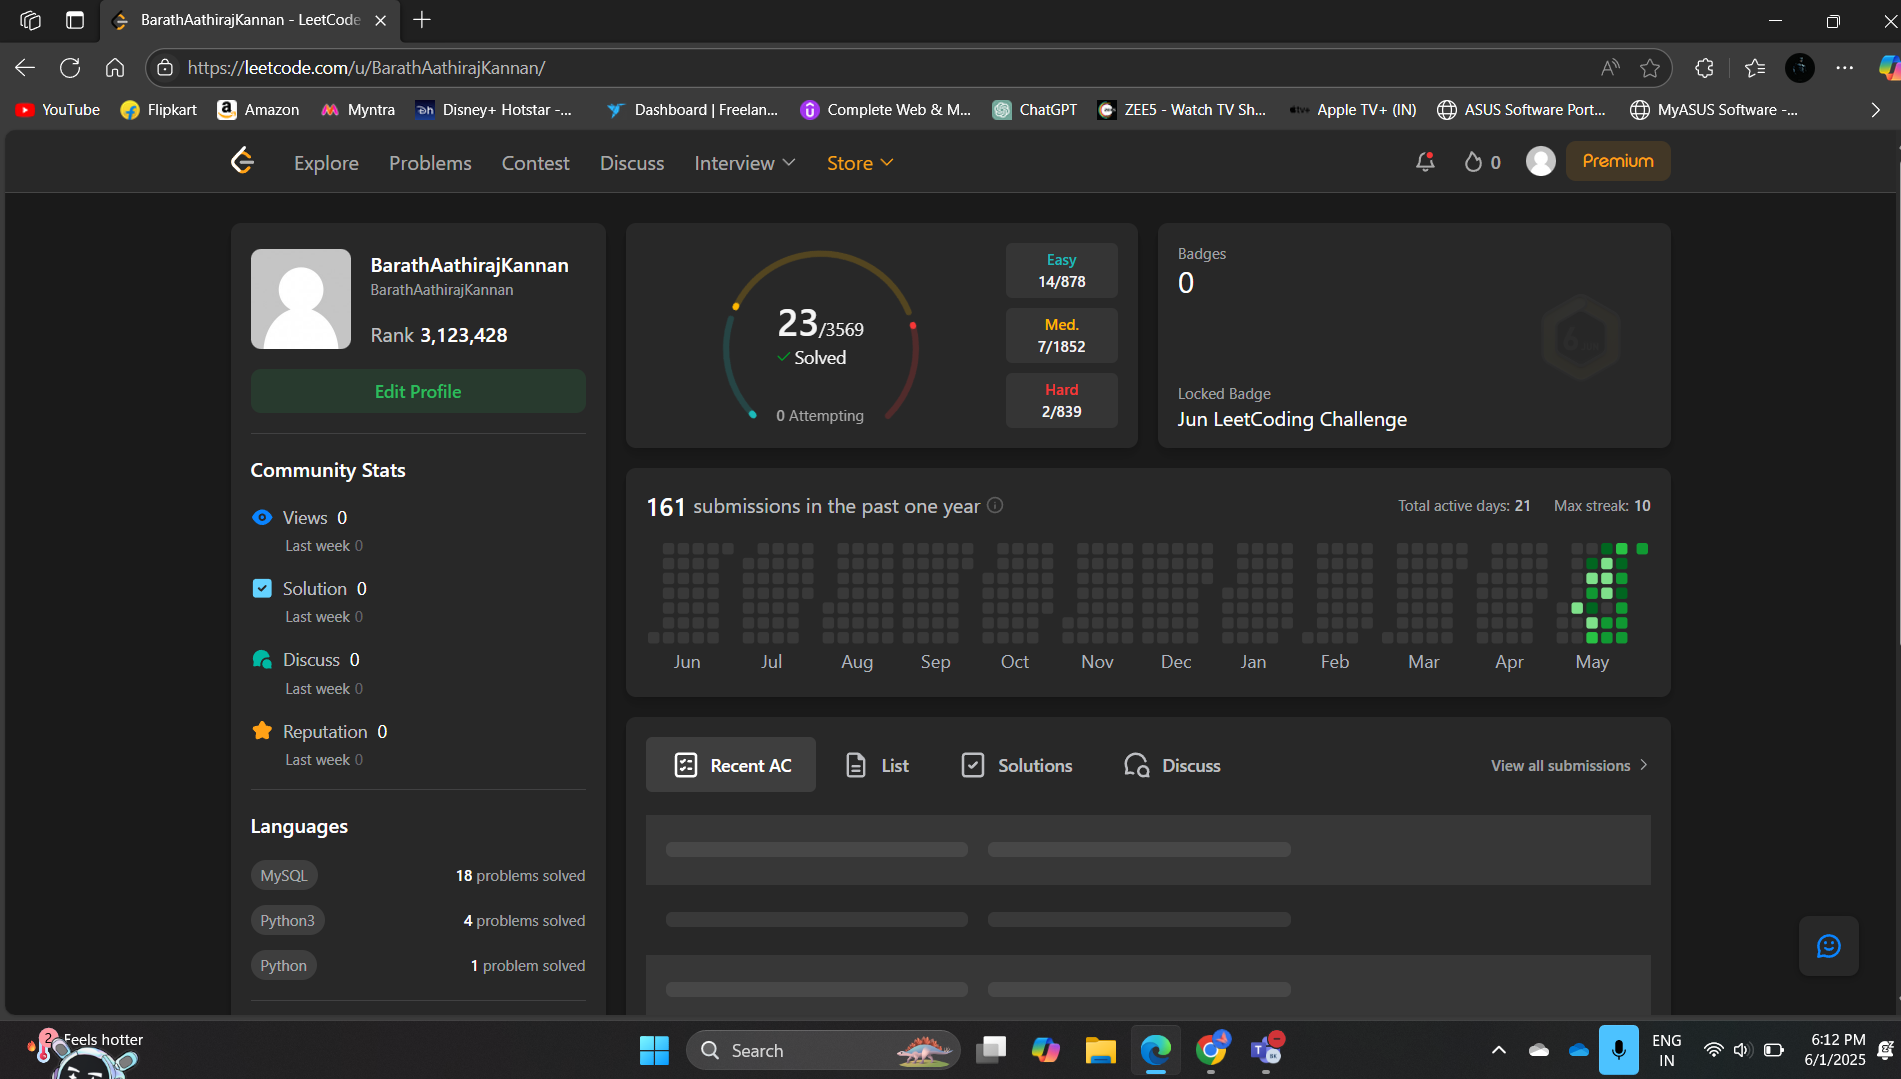 BarathAathirajKannan - LeetCode
https://leetcode.com/u/BarathAathirajKannan/
YouTube Flipkart Amazon Myntra Disney+ Hotstar -... Dashboard | Freelan... Complete Web & M... ChatGPT ZEE5 - Watch TV Sh... Apple TV+ (IN) ASUS Software Port... MyASUS Software -...
Explore Problems Contest Discuss Interview Store 0 Premium
BarathAathirajKannan
BarathAathirajKannan
Rank 3,123,428
Edit Profile
Community Stats
Views 0
Last week 0
Solution 0
Last week 0
Discuss 0
Last week 0
Reputation 0
Last week 0
Languages
MySQL 18 problems solved
Python3 4 problems solved
Python 1 problem solved
23/3569
Solved
0 Attempting
Easy
14/878
Med.
7/1852
Hard
2/839
Badges
0
Locked Badge
Jun LeetCoding Challenge
161 submissions in the past one year Total active days: 21 Max streak: 10
Jun Jul Aug Sep Oct Nov Dec Jan Feb Mar Apr May
Recent AC List Solutions Discuss View all submissions
2 Feels hotter
Search
ENG
IN
6:12 PM
6/1/2025